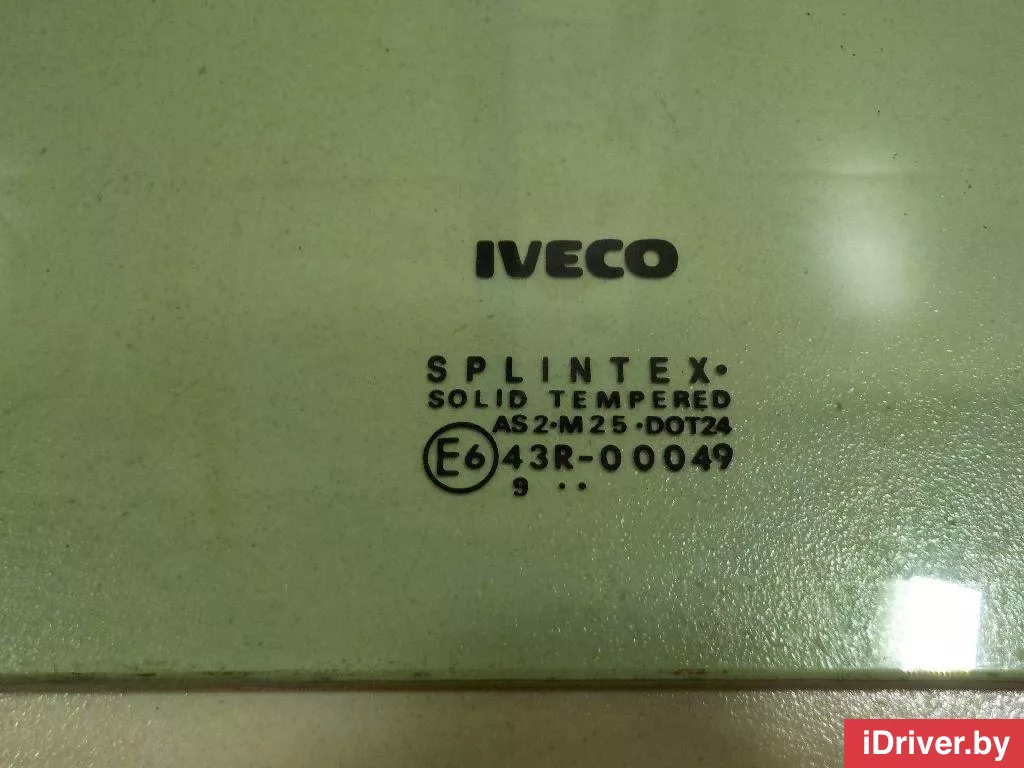 IVECO
SPLINTEX•
SOLID TEMPERED
AS2•M25•DOT24
E6 43R-00049
9 ••
iDriver.by